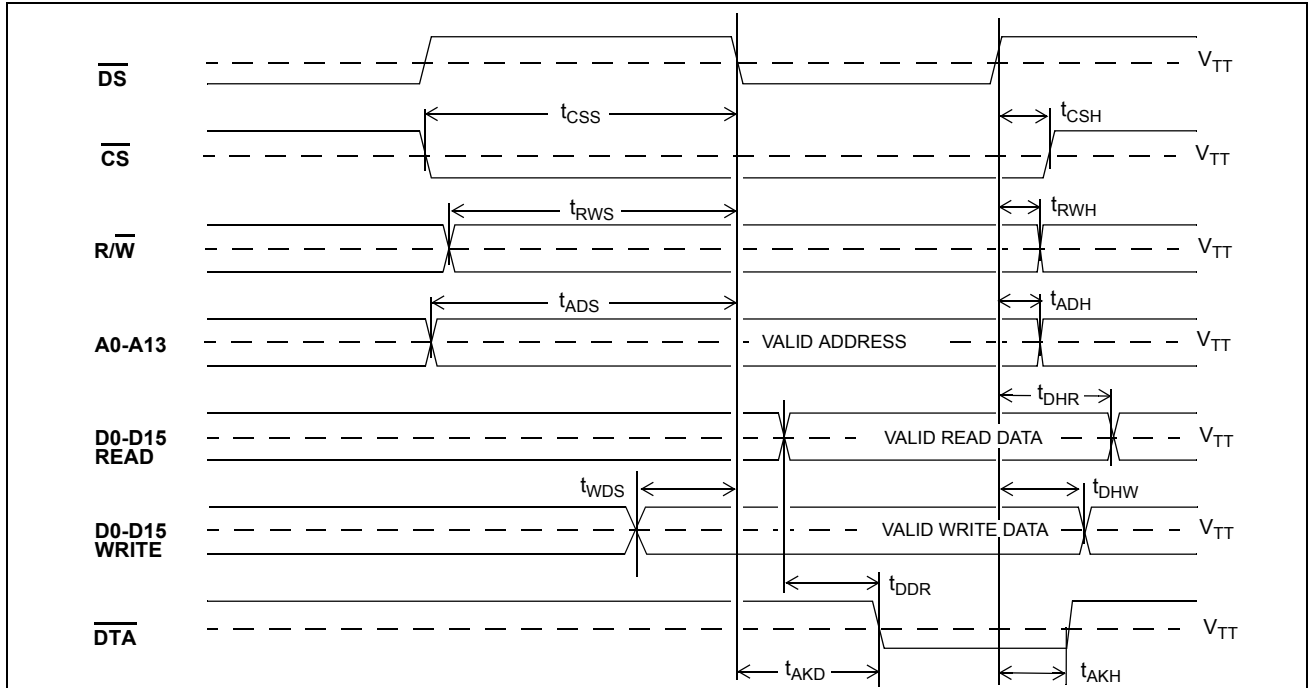 DS
V_TT
t_CSS
t_CSH
CS
V_TT
t_RWS
t_RWH
R/W
V_TT
t_ADS
t_ADH
A0-A13
VALID ADDRESS
V_TT
t_DHR
D0-D15
READ
VALID READ DATA
V_TT
t_WDS
t_DHW
D0-D15
WRITE
VALID WRITE DATA
V_TT
t_DDR
DTA
V_TT
t_AKD
t_AKH